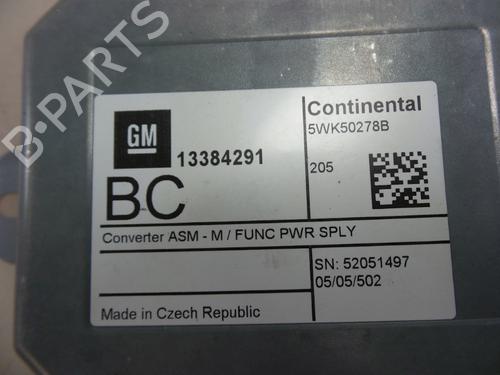 GM
13384291
BC
Continental
5WK50278B
205
Converter ASM - M / FUNC PWR SPLY
SN: 52051497
05/05/502
Made in Czech Republic